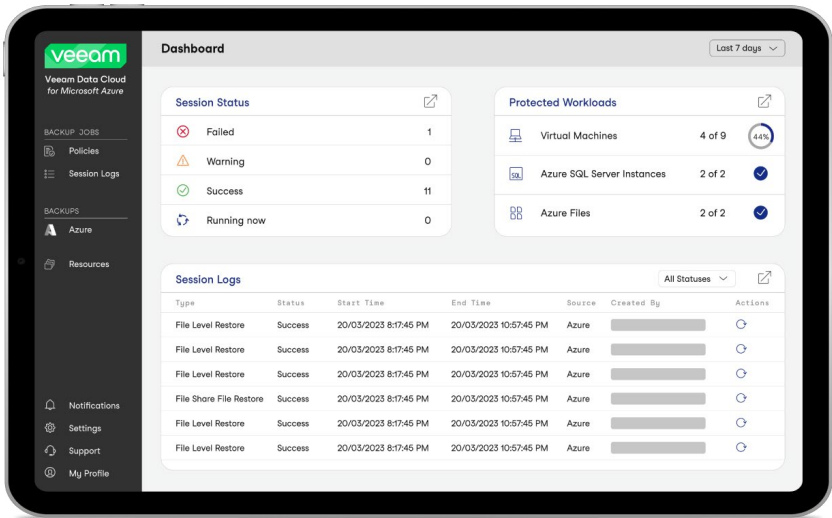 veeam
Veeam Data Cloud
for Microsoft Azure
BACKUP JOBS
Policies
Session Logs
BACKUPS
Azure
Resources
Notifications
Settings
Support
My Profile
Dashboard
Last 7 days
Session Status
Failed 1
Warning 0
Success 11
Running now 0
Protected Workloads
Virtual Machines 4 of 9 44%
SQL Azure SQL Server Instances 2 of 2
Azure Files 2 of 2
Session Logs
All Statuses
Type Status Start Time End Time Source Created By Actions
File Level Restore Success 20/03/2023 8:17:45 PM 20/03/2023 10:57:45 PM Azure
File Level Restore Success 20/03/2023 8:17:45 PM 20/03/2023 10:57:45 PM Azure
File Level Restore Success 20/03/2023 8:17:45 PM 20/03/2023 10:57:45 PM Azure
File Share File Restore Success 20/03/2023 8:17:45 PM 20/03/2023 10:57:45 PM Azure
File Level Restore Success 20/03/2023 8:17:45 PM 20/03/2023 10:57:45 PM Azure
File Level Restore Success 20/03/2023 8:17:45 PM 20/03/2023 10:57:45 PM Azure